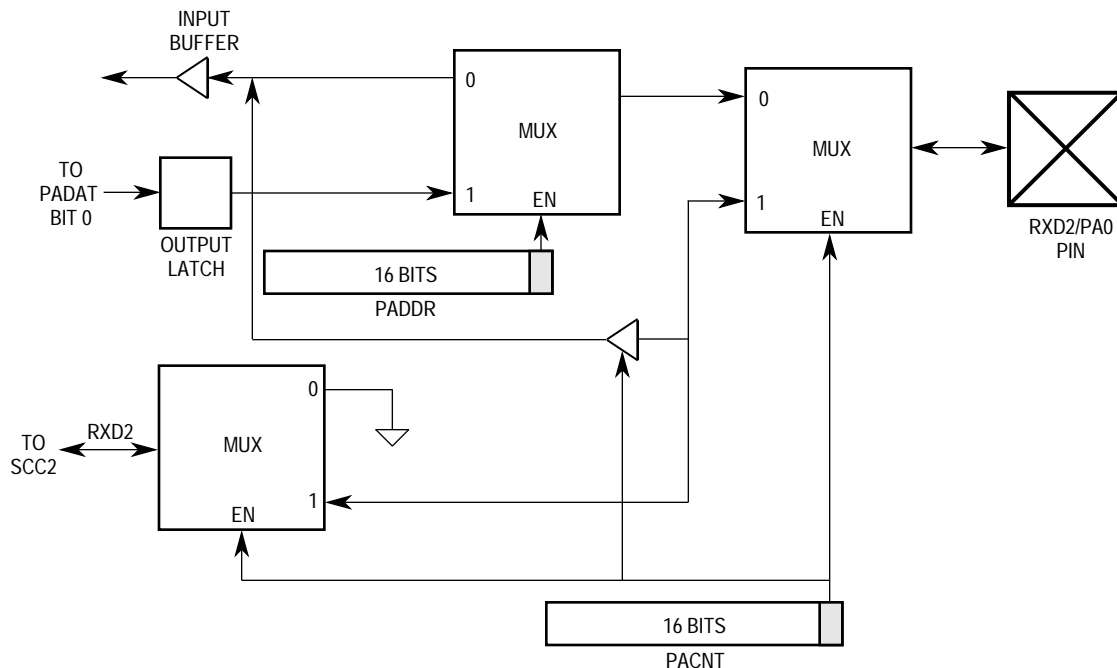 INPUT
BUFFER
0
MUX
1
EN
0
MUX
1
EN
TO
PADAT
BIT 0
OUTPUT
LATCH
RXD2/PA0
PIN
16 BITS
PADDR
0
MUX
1
EN
RXD2
TO
SCC2
16 BITS
PACNT